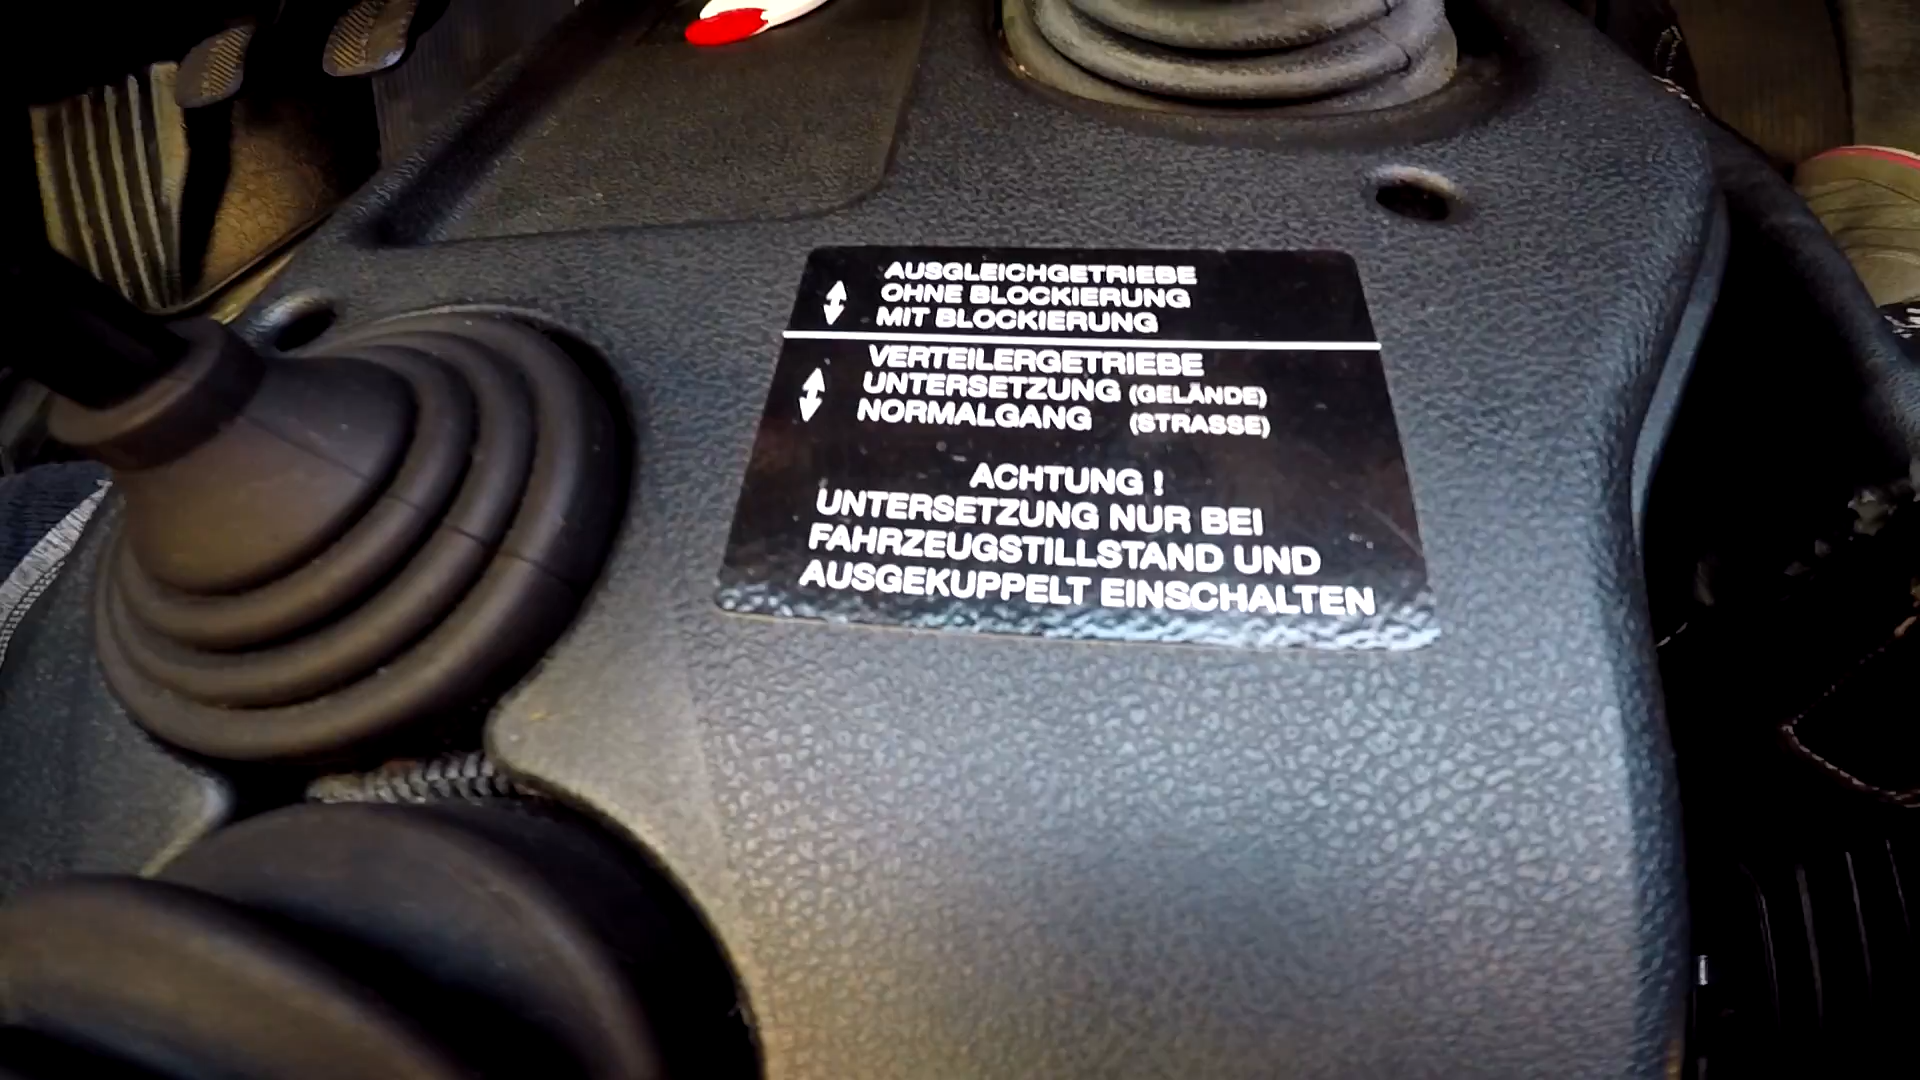 AUSGLEICHGETRIEBE
OHNE BLOCKIERUNG
MIT BLOCKIERUNG
VERTEILERGETRIEBE
UNTERSETZUNG (GELÄNDE)
NORMALGANG (STRASSE)
ACHTUNG !
UNTERSETZUNG NUR BEI
FAHRZEUGSTILLSTAND UND
AUSGEKUPPELT EINSCHALTEN